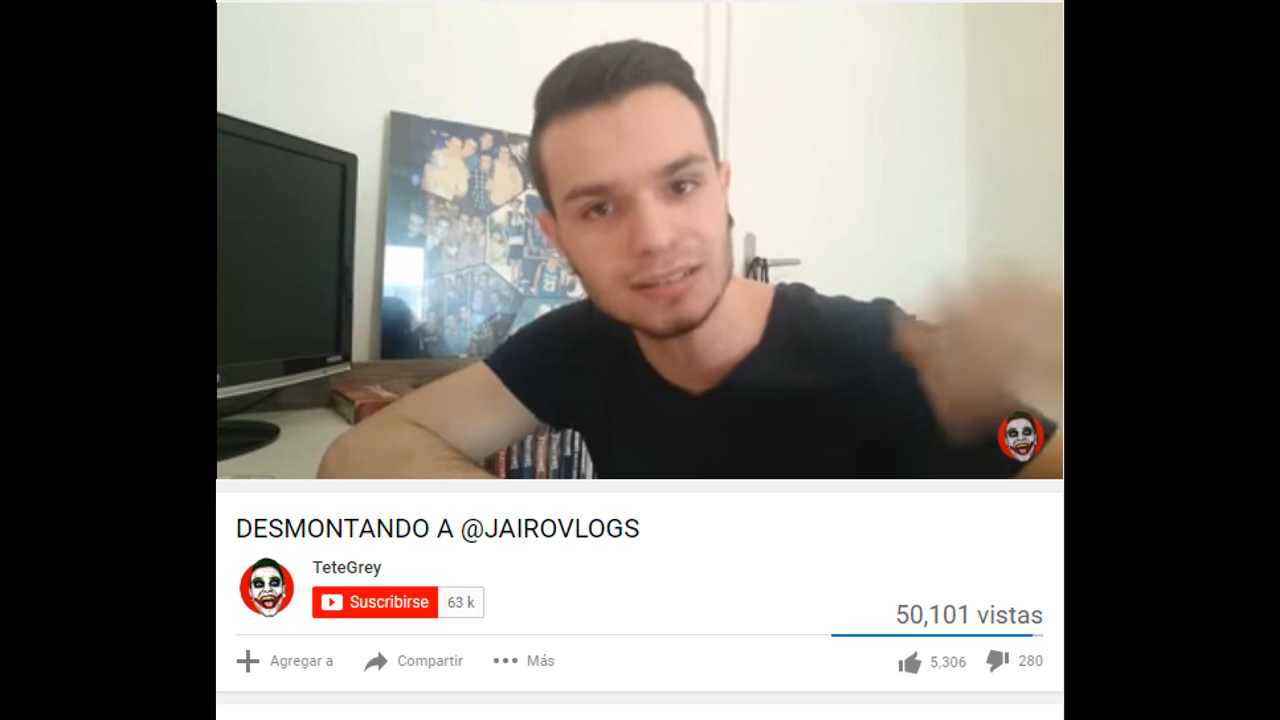 DESMONTANDO A @JAIROVLOGS
TeteGrey
Suscribirse 63 k
50,101 vistas
Agregar a Compartir Más 5,306 280